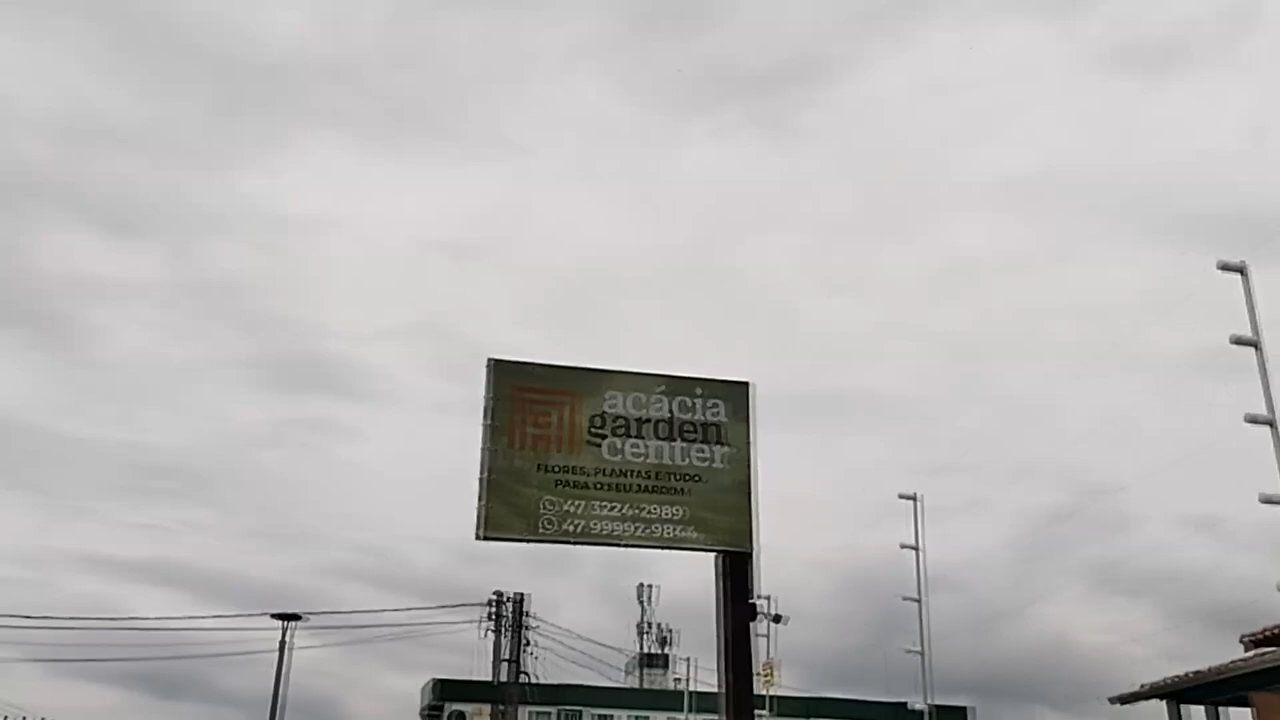 acácia
garden
center
FLORES, PLANTAS E TUDO
PARA O SEU JARDIM
47 3224-2989
47 99992-9844